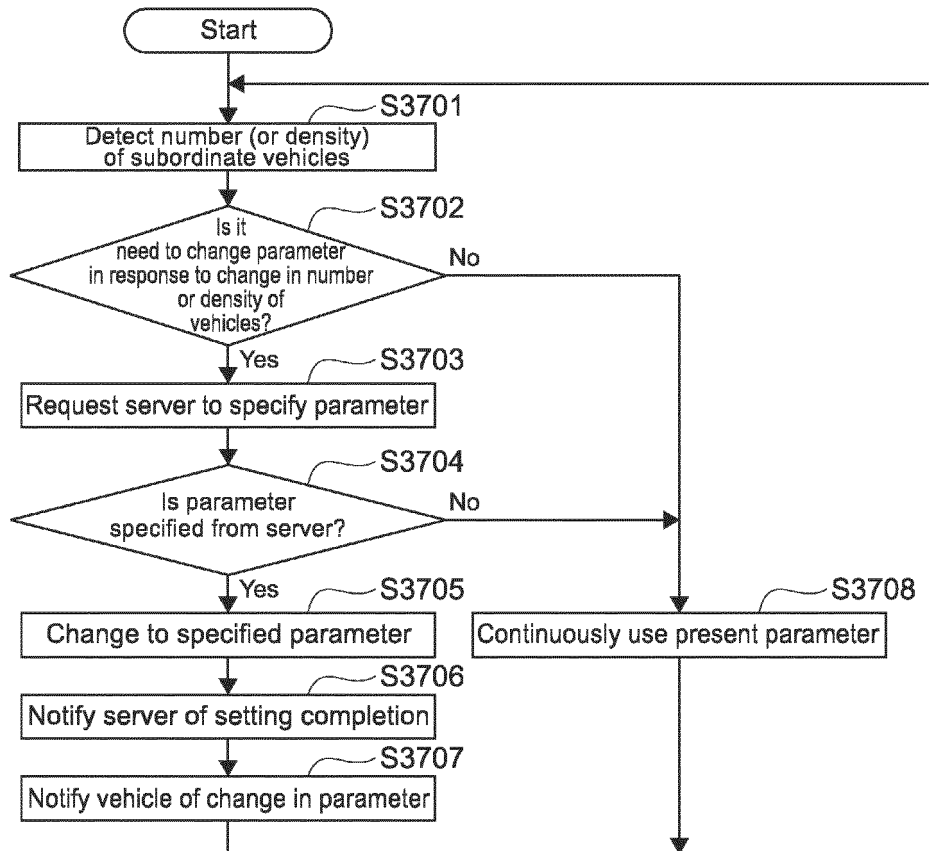 Start
S3701
Detect number (or density)
of subordinate vehicles
S3702
Is it
need to change parameter
in response to change in number
or density of
vehicles?
No
Yes
S3703
Request server to specify parameter
S3704
Is parameter
specified from server?
No
Yes
S3705
Change to specified parameter
S3708
Continuously use present parameter
S3706
Notify server of setting completion
S3707
Notify vehicle of change in parameter